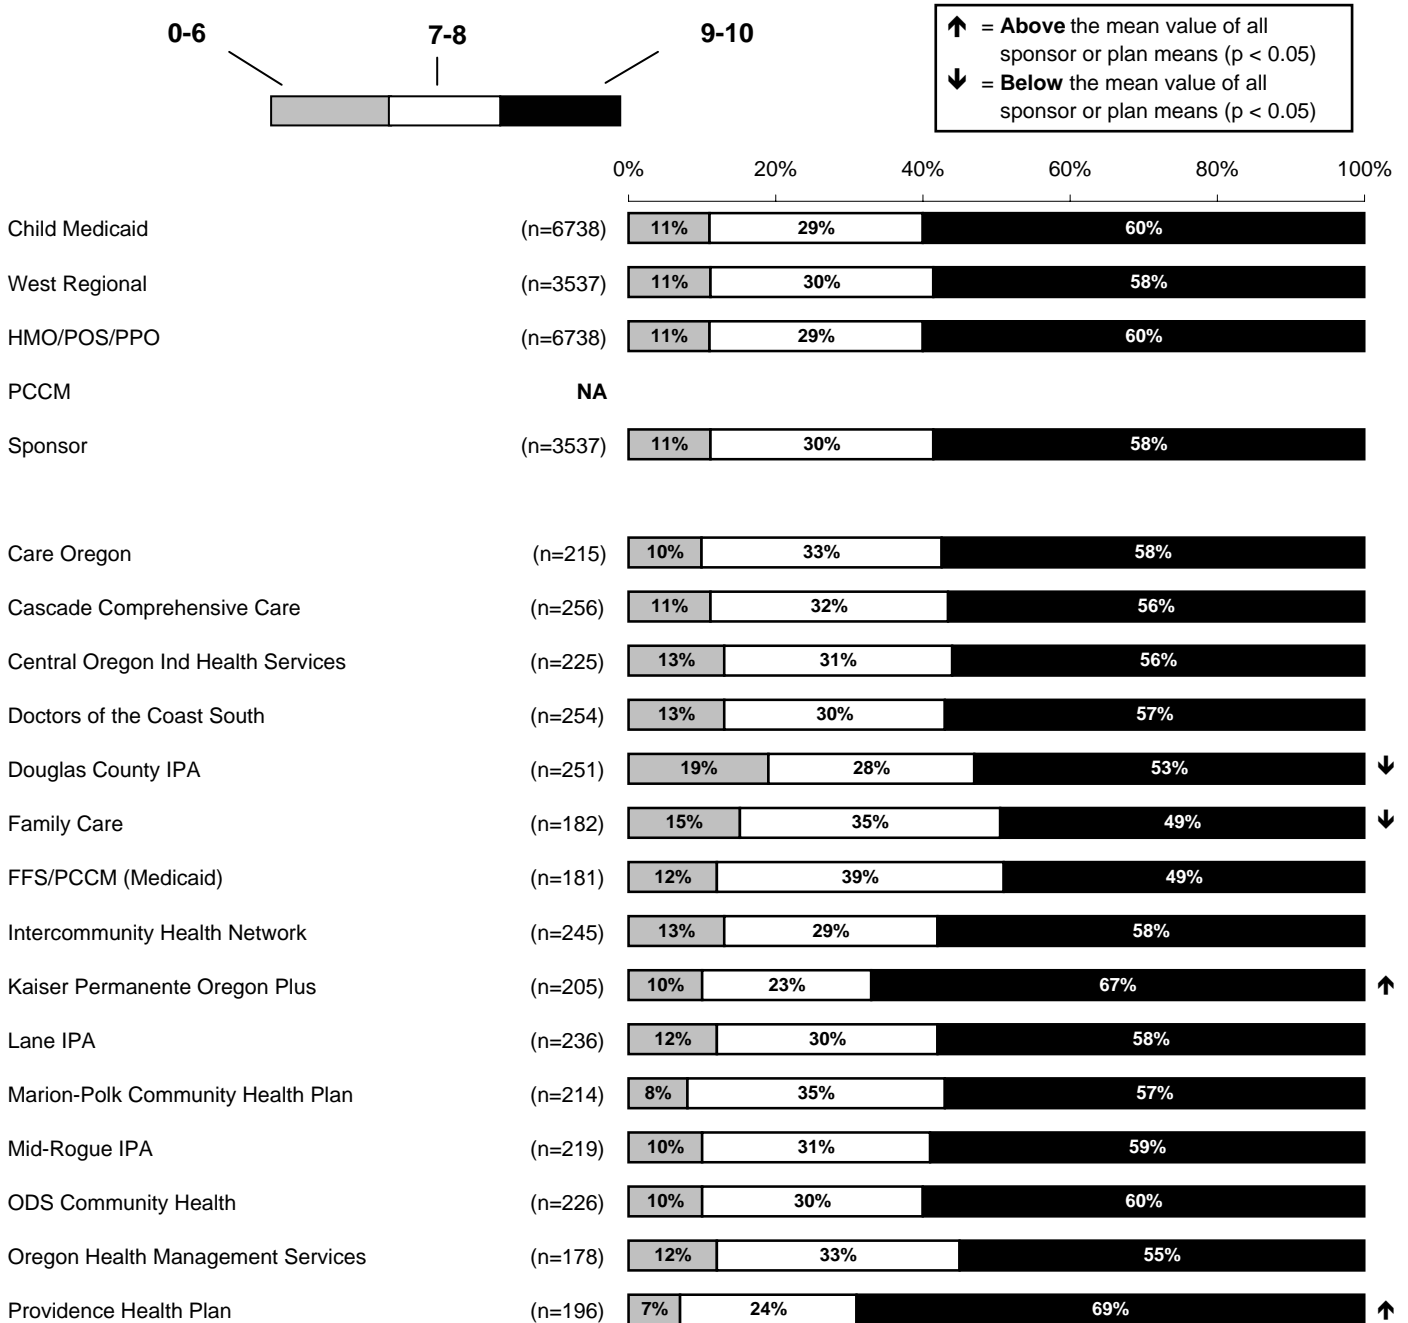 0-6 7-8 9-10
↑ = Above the mean value of all
sponsor or plan means (p < 0.05)
↓ = Below the mean value of all
sponsor or plan means (p < 0.05)
0% 20% 40% 60% 80% 100%
Child Medicaid (n=6738) 11% 29% 60%
West Regional (n=3537) 11% 30% 58%
HMO/POS/PPO (n=6738) 11% 29% 60%
PCCM NA
Sponsor (n=3537) 11% 30% 58%
Care Oregon (n=215) 10% 33% 58%
Cascade Comprehensive Care (n=256) 11% 32% 56%
Central Oregon Ind Health Services (n=225) 13% 31% 56%
Doctors of the Coast South (n=254) 13% 30% 57%
Douglas County IPA (n=251) 19% 28% 53% ↓
Family Care (n=182) 15% 35% 49% ↓
FFS/PCCM (Medicaid) (n=181) 12% 39% 49%
Intercommunity Health Network (n=245) 13% 29% 58%
Kaiser Permanente Oregon Plus (n=205) 10% 23% 67% ↑
Lane IPA (n=236) 12% 30% 58%
Marion-Polk Community Health Plan (n=214) 8% 35% 57%
Mid-Rogue IPA (n=219) 10% 31% 59%
ODS Community Health (n=226) 10% 30% 60%
Oregon Health Management Services (n=178) 12% 33% 55%
Providence Health Plan (n=196) 7% 24% 69% ↑